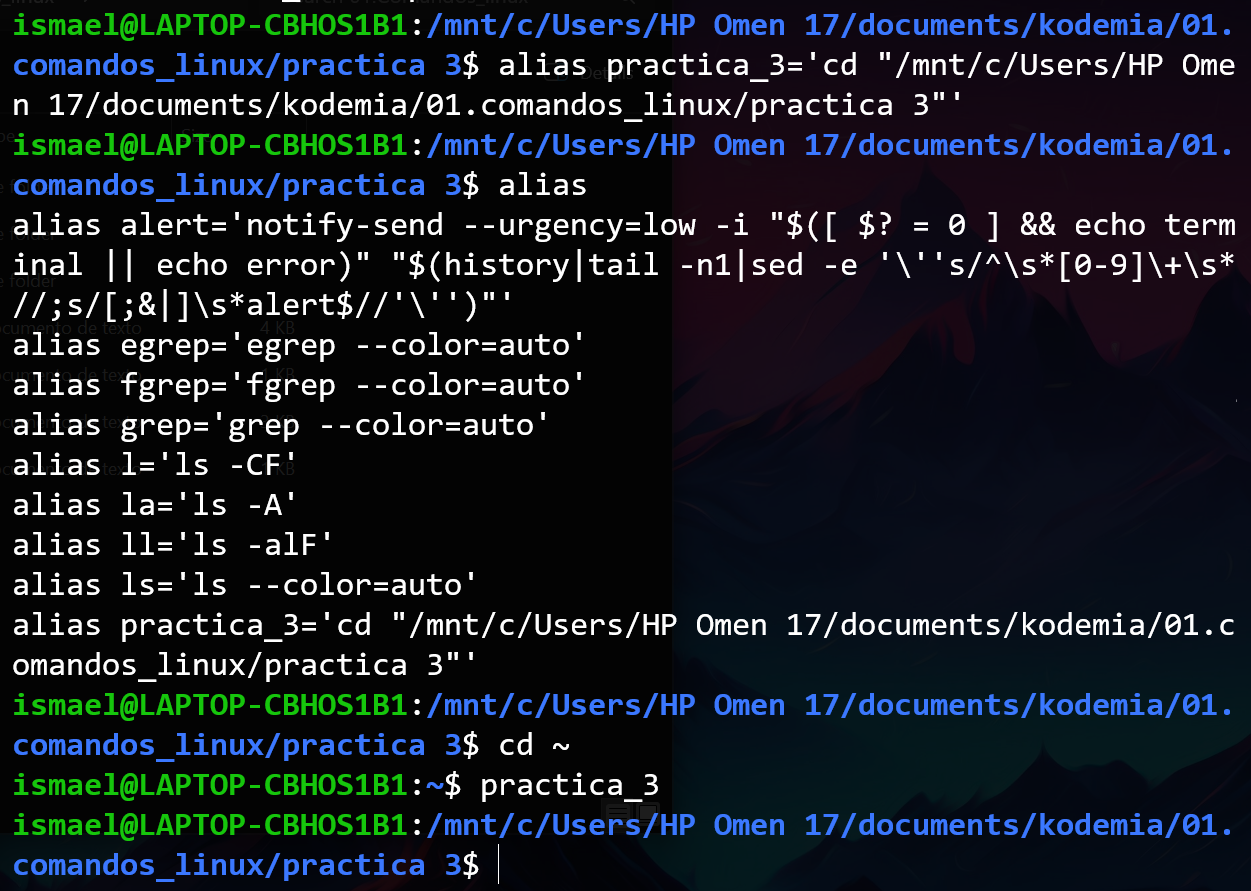 ismael@LAPTOP-CBHOS1B1:/mnt/c/Users/HP Omen 17/documents/kodemia/01.
comandos_linux/practica 3$ alias practica_3='cd "/mnt/c/Users/HP Ome
n 17/documents/kodemia/01.comandos_linux/practica 3"'
ismael@LAPTOP-CBHOS1B1:/mnt/c/Users/HP Omen 17/documents/kodemia/01.
comandos_linux/practica 3$ alias
alias alert='notify-send --urgency=low -i "$([ $? = 0 ] && echo term
inal || echo error)" "$(history|tail -n1|sed -e '\''s/^\s*[0-9]\+\s*
//;s/[;&|]\s*alert$//'\'')"'
alias egrep='egrep --color=auto'
alias fgrep='fgrep --color=auto'
alias grep='grep --color=auto'
alias l='ls -CF'
alias la='ls -A'
alias ll='ls -alF'
alias ls='ls --color=auto'
alias practica_3='cd "/mnt/c/Users/HP Omen 17/documents/kodemia/01.c
omandos_linux/practica 3"'
ismael@LAPTOP-CBHOS1B1:/mnt/c/Users/HP Omen 17/documents/kodemia/01.
comandos_linux/practica 3$ cd ~
ismael@LAPTOP-CBHOS1B1:~$ practica_3
ismael@LAPTOP-CBHOS1B1:/mnt/c/Users/HP Omen 17/documents/kodemia/01.
comandos_linux/practica 3$